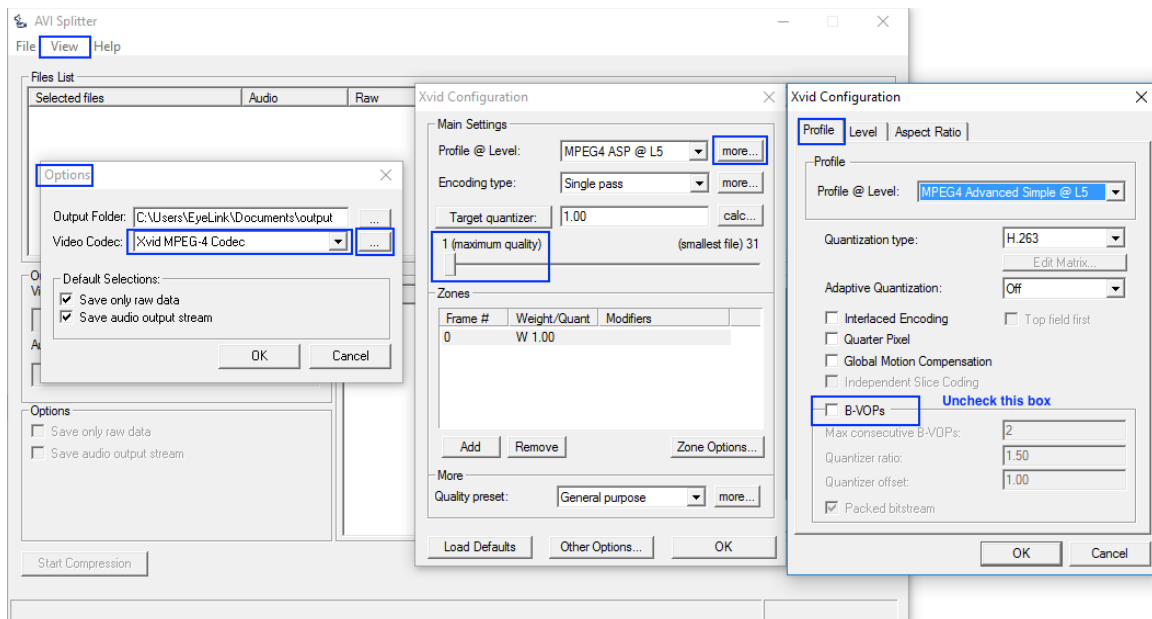 AVI Splitter
File View Help
Files List
Selected files Audio Raw
Options
Output Folder: C:\Users\EyeLink\Documents\output ...
Video Codec: Xvid MPEG-4 Codec ...
Default Selections:
Save only raw data
Save audio output stream
OK Cancel
Options
Save only raw data
Save audio output stream
Start Compression
Xvid Configuration
Main Settings
Profile @ Level: MPEG4 ASP @ L5 more...
Encoding type: Single pass more...
Target quantizer: 1.00 calc...
1 (maximum quality) (smallest file) 31
Zones
Frame # Weight/Quant Modifiers
0 W 1.00
Add Remove Zone Options...
More
Quality preset: General purpose more...
Load Defaults Other Options... OK
Xvid Configuration
Profile Level Aspect Ratio
Profile
Profile @ Level: MPEG4 Advanced Simple @ L5
Quantization type: H.263
Edit Matrix...
Adaptive Quantization: Off
Interlaced Encoding Top field first
Quarter Pixel
Global Motion Compensation
Independent Slice Coding
Uncheck this box
B-VOPs
Max consecutive B-VOPs: 2
Quantizer ratio: 1.50
Quantizer offset: 1.00
Packed bitstream
OK Cancel